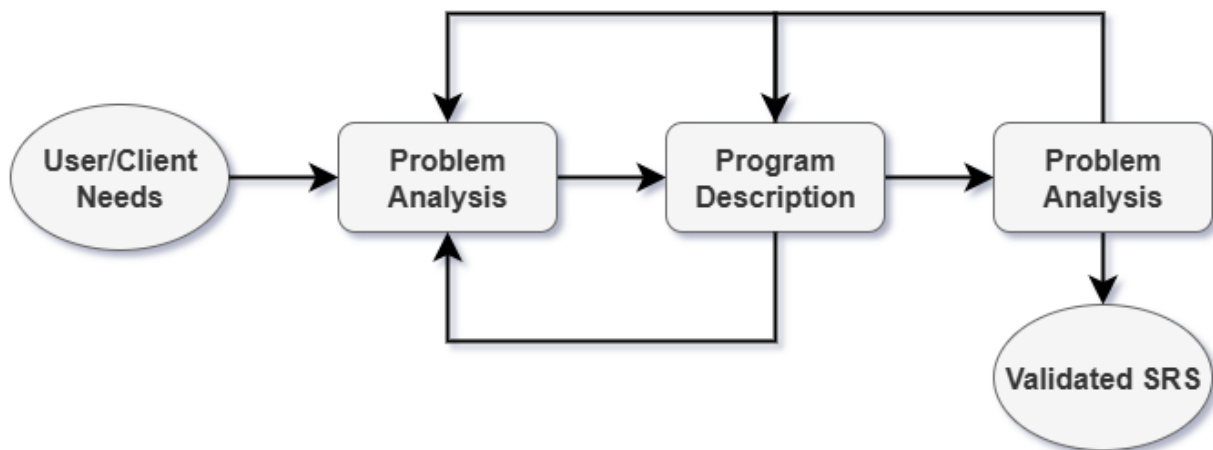 User/Client
Needs
Problem
Analysis
Program
Description
Problem
Analysis
Validated SRS